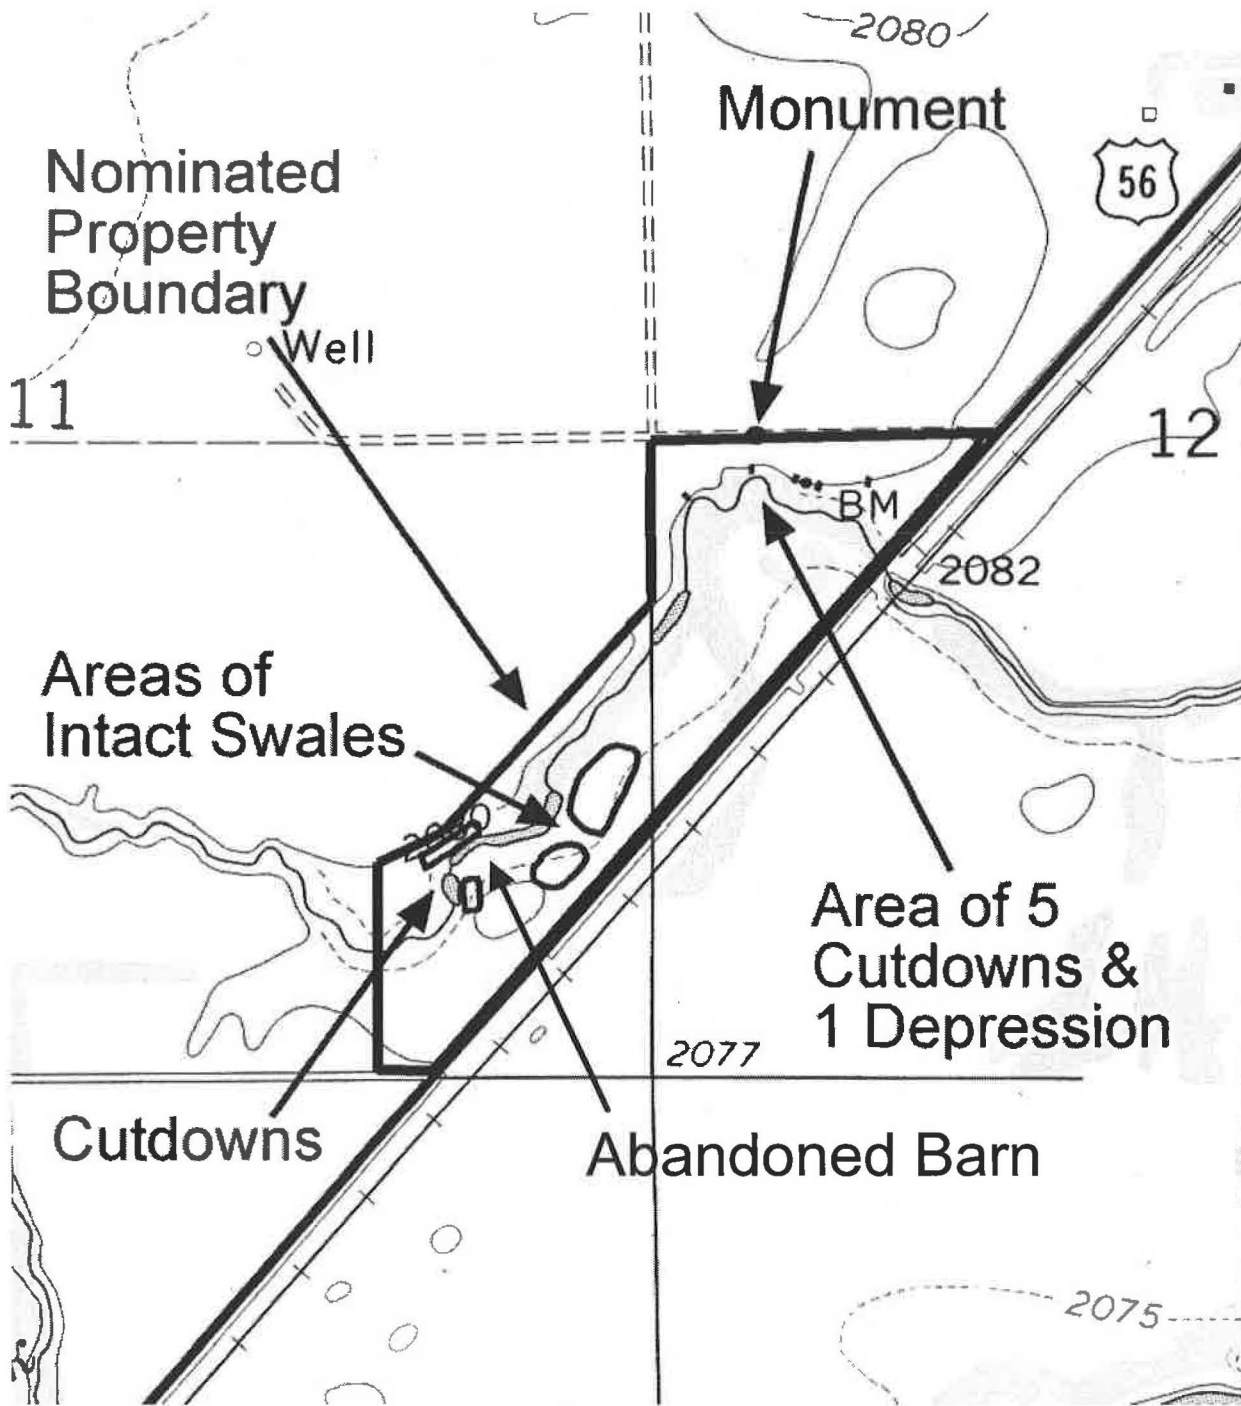 2080
Monument
56
Nominated
Property
Boundary
Well
11
12
BM
2082
Areas of
Intact Swales
Area of 5
Cutdowns &
1 Depression
2077
Cutdowns
Abandoned Barn
2075